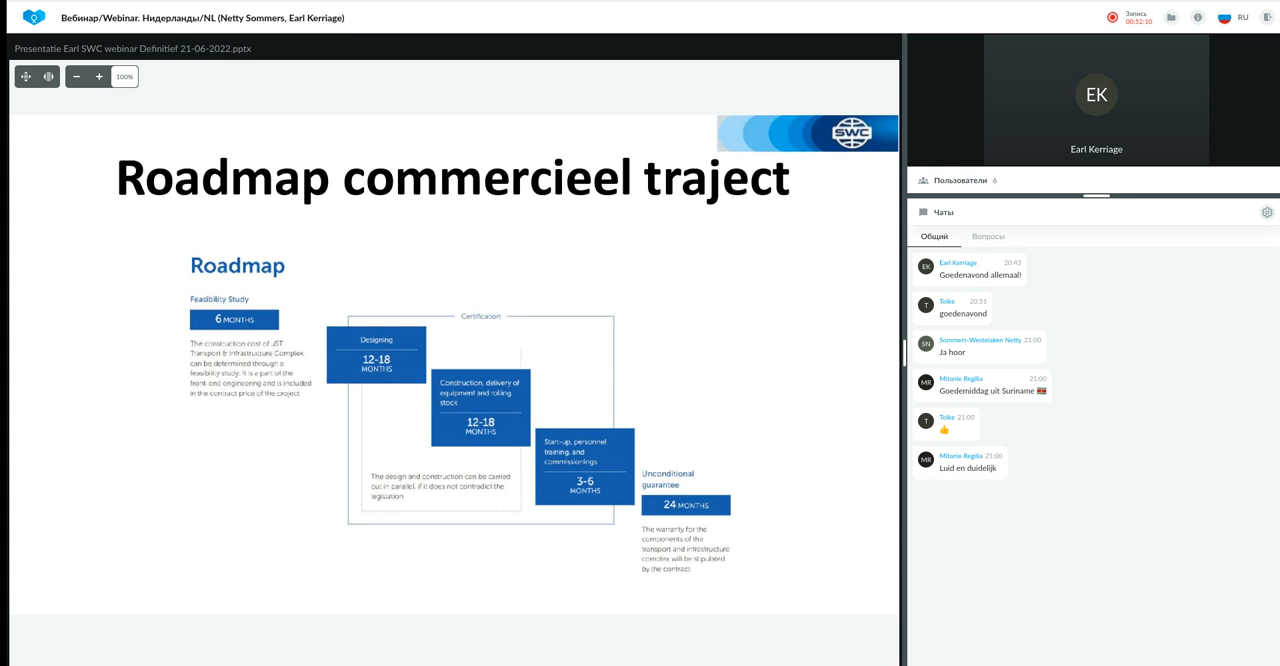 Вебинар/Webinar. Нидерланды/NL (Netty Sommers, Earl Kerriage)
Запись
00:52:10
RU
Presentatie Earl SWC webinar Definitief 21-06-2022.pptx
100%
SWC
Roadmap commercieel traject
Roadmap
Feasibility Study
6 MONTHS
The construction cost of uST
Transport & Infrastructure Complex
can be determined through a
feasibility study. It is a part of the
front-end engineering and is included
in the contract price of the project
Certification
Designing
12-18
MONTHS
Construction, delivery of
equipment and rolling
stock
12-18
MONTHS
Start-up, personnel
training, and
commissionings
3-6
MONTHS
The design and construction can be carried
out in parallel, if it does not contradict the
legislation
Unconditional
guarantee
24 MONTHS
The warranty for the
components of the
transport and infrastructure
complex will be stipulated
by the contract
EK
Earl Kerriage
Пользователи 6
Чаты
Общий Вопросы
EK Earl Kerriage 20:43
Goedenavond allemaal!
T Toike 20:51
goedenavond
SN Sommers-Westelaken Netty 21:00
Ja hoor
MR Mitanie Regilla 21:00
Goedemiddag uit Suriname 🇸🇷
T Toike 21:00
👍
MR Mitanie Regilla 21:00
Luid en duidelijk